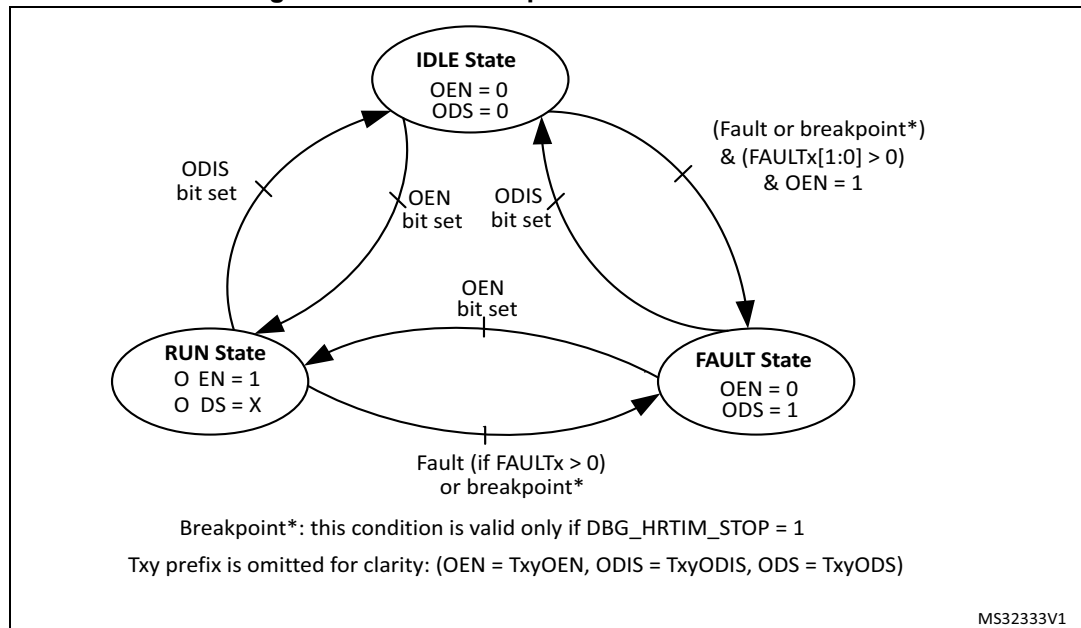 IDLE State
OEN = 0
ODS = 0
(Fault or breakpoint*)
& (FAULTx[1:0] > 0)
& OEN = 1
ODIS
bit set
OEN
bit set
ODIS
bit set
OEN
bit set
RUN State
O EN = 1
O DS = X
FAULT State
OEN = 0
ODS = 1
Fault (if FAULTx > 0)
or breakpoint*
Breakpoint*: this condition is valid only if DBG_HRTIM_STOP = 1
Txy prefix is omitted for clarity: (OEN = TxyOEN, ODIS = TxyODIS, ODS = TxyODS)
MS32333V1